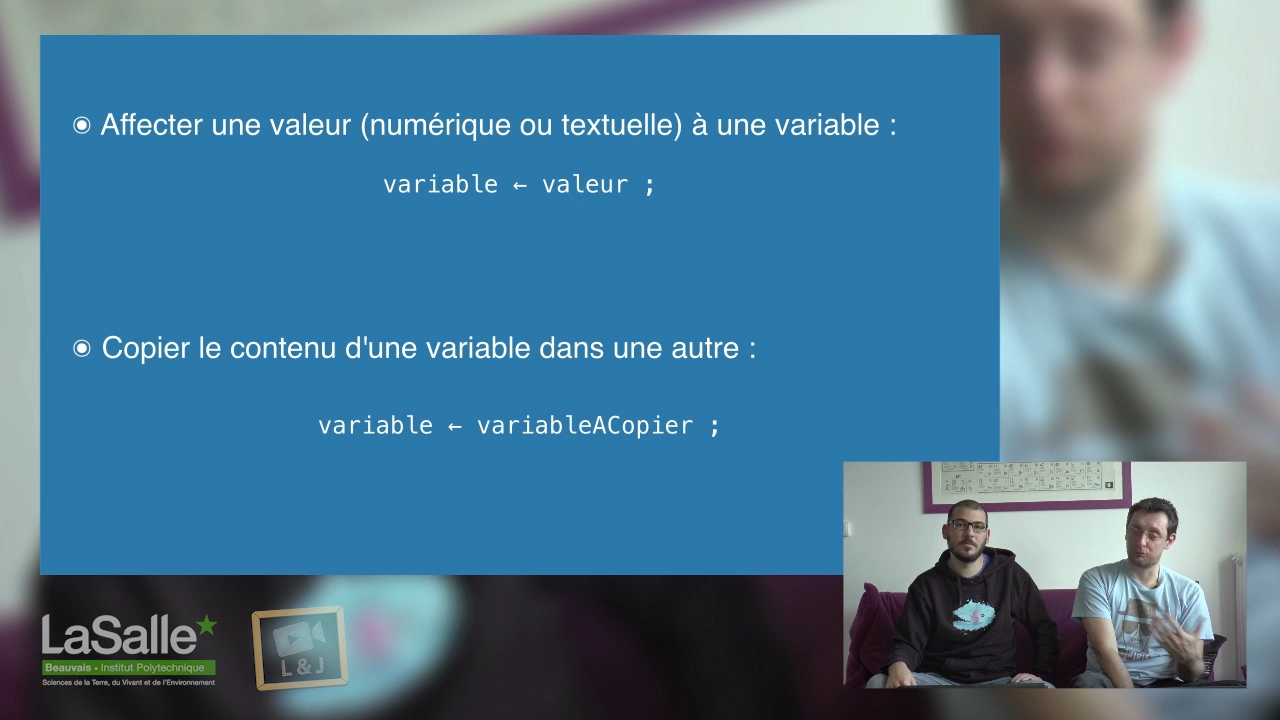 Affecter une valeur (numérique ou textuelle) à une variable :
variable ← valeur ;
Copier le contenu d'une variable dans une autre :
variable ← variableACopier ;
LaSalle
Beauvais • Institut Polytechnique
Sciences de la Terre, du Vivant et de l'Environnement
L & J